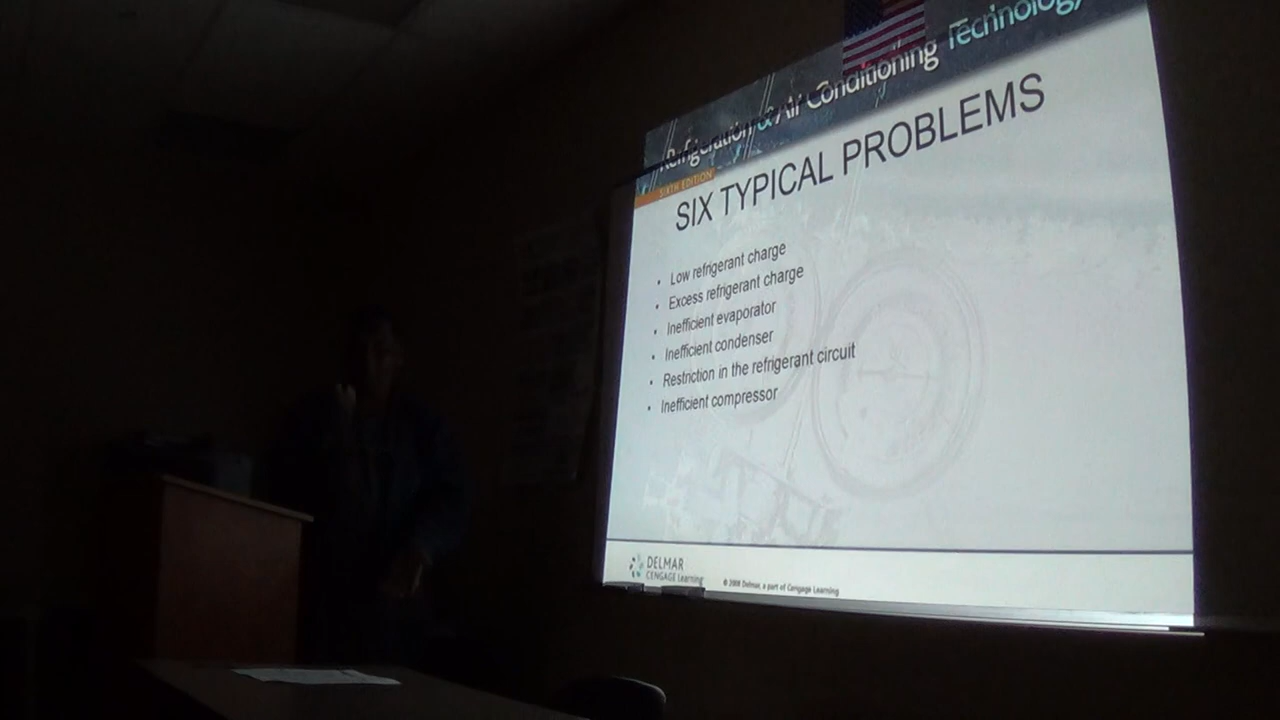 Refrigeration & Air Conditioning Technology
SIXTH EDITION
SIX TYPICAL PROBLEMS
• Low refrigerant charge
• Excess refrigerant charge
• Inefficient evaporator
• Inefficient condenser
• Restriction in the refrigerant circuit
• Inefficient compressor
DELMAR
CENGAGE Learning
© 2008 Delmar, a part of Cengage Learning